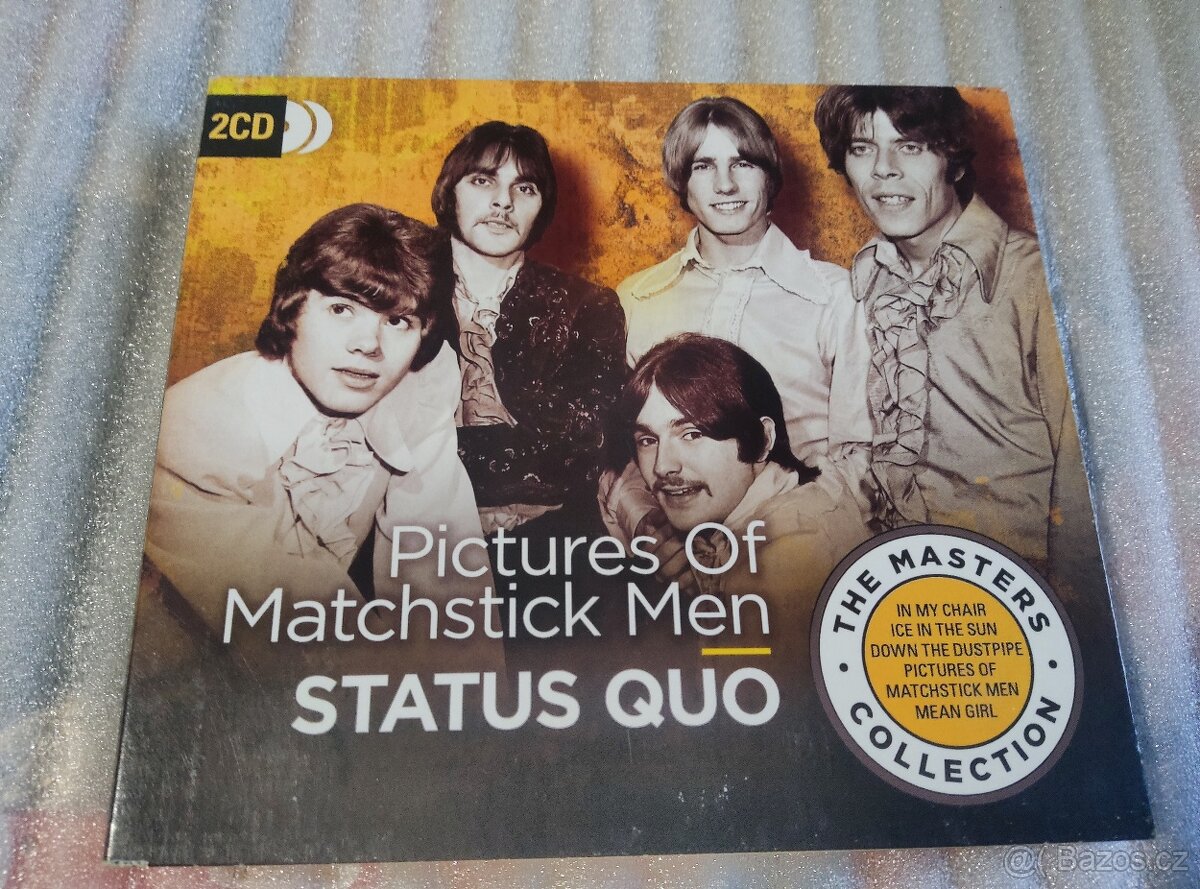 2CD
Pictures Of
Matchstick Men
STATUS QUO
THE MASTERS
IN MY CHAIR
ICE IN THE SUN
DOWN THE DUSTPIPE
PICTURES OF
MATCHSTICK MEN
MEAN GIRL
COLLECTION
@( Bazos.cz